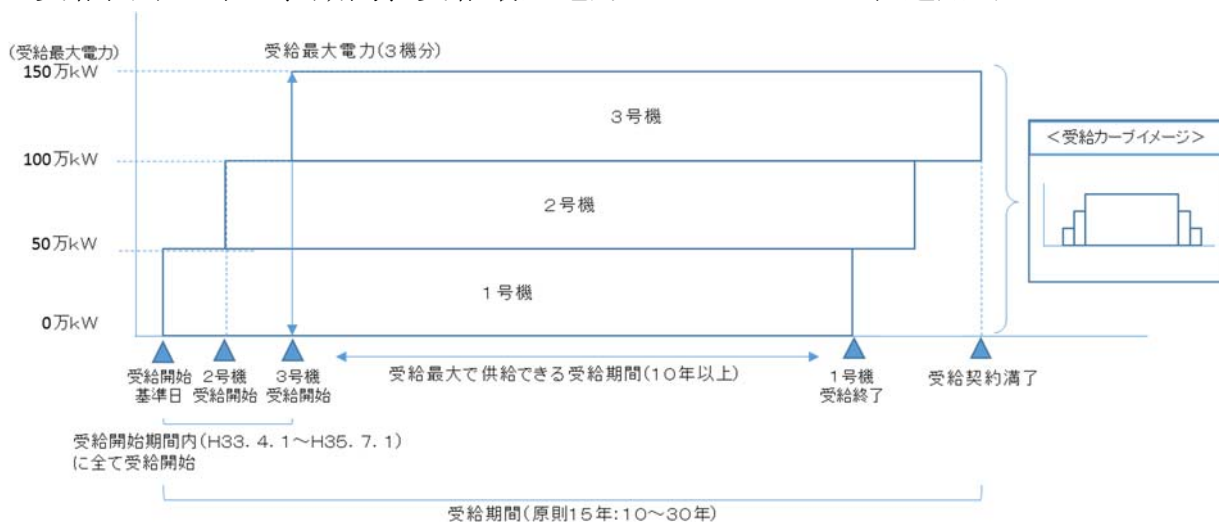 (受給最大電力)
受給最大電力(3機分)
150万kW
3号機
＜受給カーブイメージ＞
100万kW
2号機
50万kW
1号機
0万kW
受給開始
基準日
2号機
受給開始
3号機
受給開始
受給最大で供給できる受給期間(10年以上)
1号機
受給終了
受給契約満了
受給開始期間内(H33. 4. 1～H35. 7. 1)
に全て受給開始
受給期間(原則15年:10～30年)